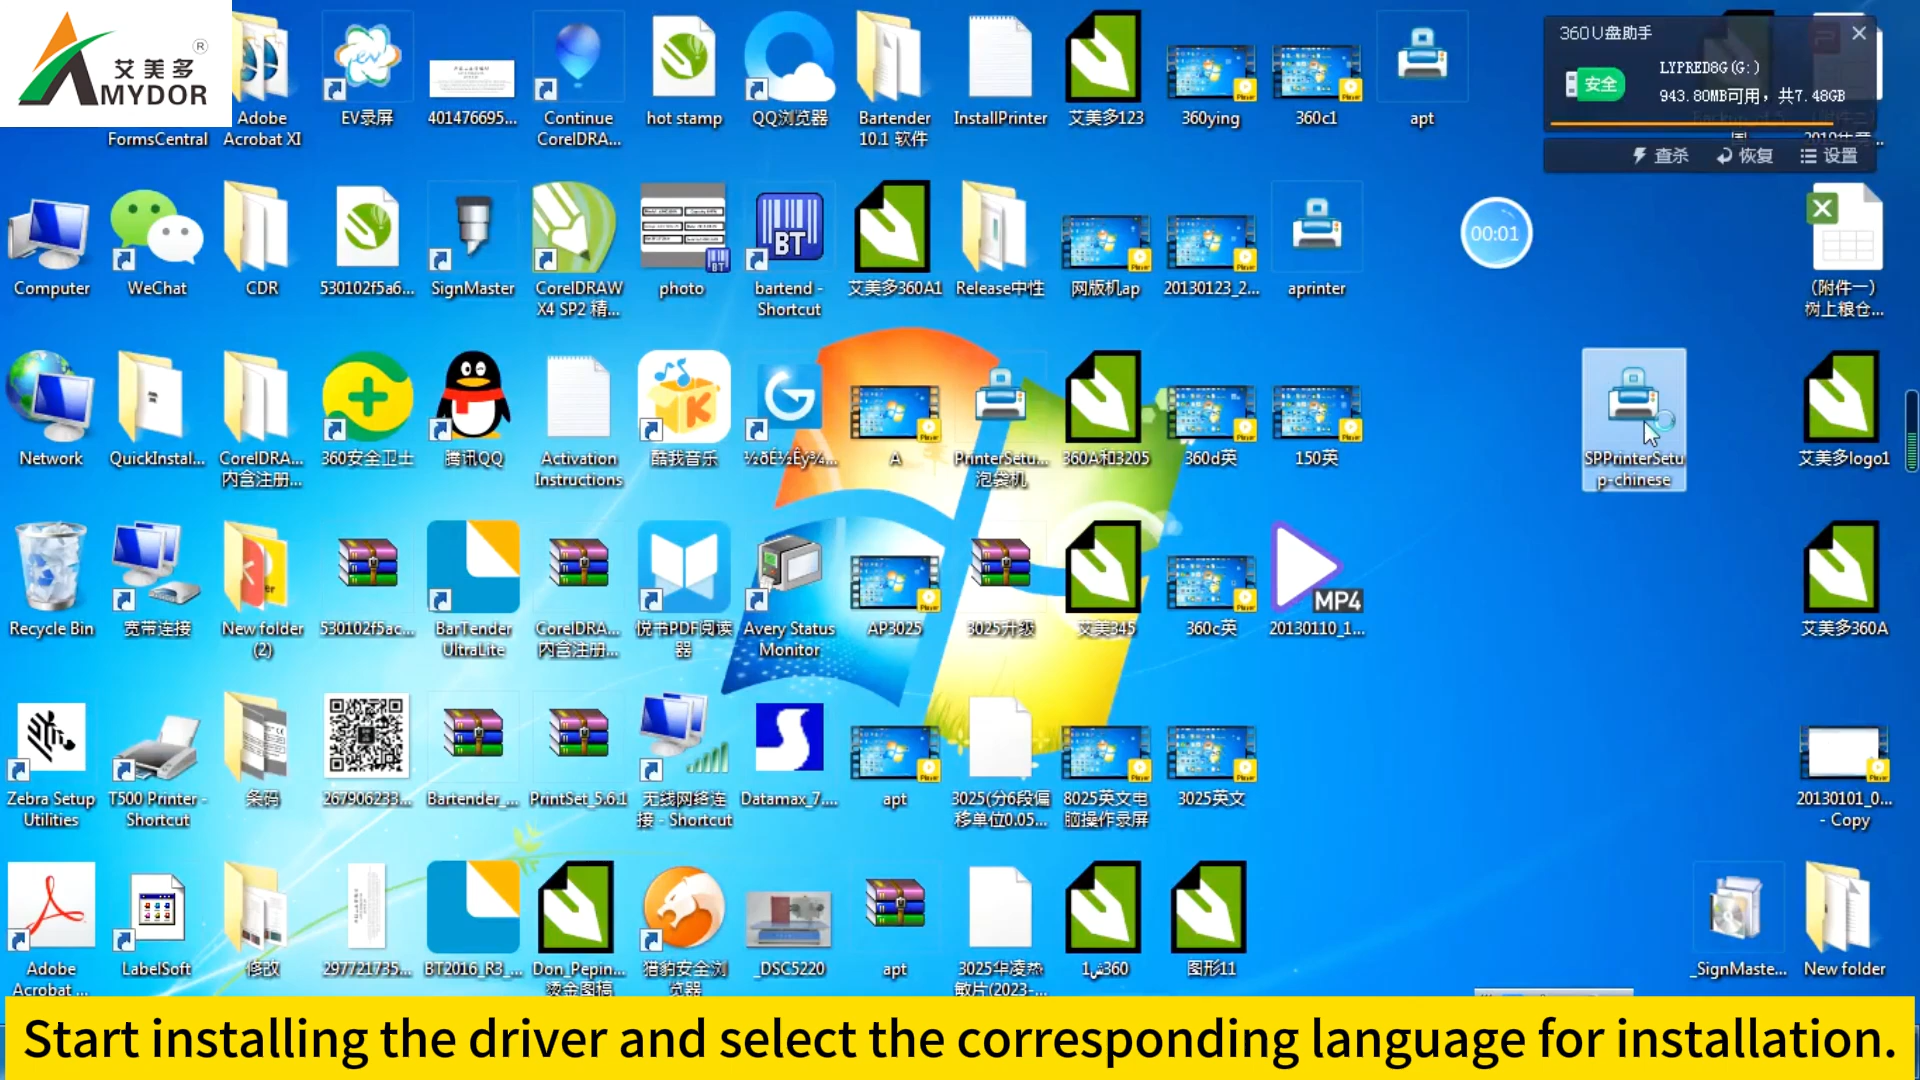 艾美多
®
AMYDOR
FormsCentral
Adobe
Acrobat XI
EV录屏
401476695...
Continue
CorelDRA...
hot stamp
QQ浏览器
Bartender
10.1 软件
InstallPrinter
艾美多123
360ying
360c1
apt
360U盘助手
安全
LYPRED8G(G:)
943.80MB可用，共7.48GB
查杀
恢复
设置
Computer
WeChat
CDR
530102f5a6...
SignMaster
CorelDRAW
X4 SP2 精...
photo
BT
bartend -
Shortcut
艾美多360A1
Release中性
网版机ap
20130123_2...
aprinter
00:01
(附件一)
树上粮仓...
Network
QuickInstal...
CorelDRA...
内含注册...
360安全卫士
腾讯QQ
Activation
Instructions
酷我音乐
A
PrinterSetu...
泡袋机
360A和3205
360d英
150英
SPPrinterSetu
p-chinese
艾美多logo1
Recycle Bin
宽带连接
New folder
(2)
530102f5ac...
BarTender
UltraLite
CorelDRA...
内含注册...
悦书PDF阅读
器
Avery Status
Monitor
AP3025
3025升级
艾美345
360c英
MP4
20130110_1...
艾美多360A
Zebra Setup
Utilities
T500 Printer -
Shortcut
条码
267906233...
Bartender_...
PrintSet_5.6.1
无线网络连
接 - Shortcut
Datamax_7....
apt
3025(分6段偏
移单位0.05...
8025英文电
脑操作录屏
3025英文
20130101_0...
- Copy
Adobe
Acrobat ...
LabelSoft
修改
297721735...
BT2016_R3_...
Don_Pepin...
烫金图稿
猎豹安全浏
览器
_DSC5220
apt
3025华凌热
敏片(2023-...
图形11
_SignMaste...
New folder
Start installing the driver and select the corresponding language for installation.